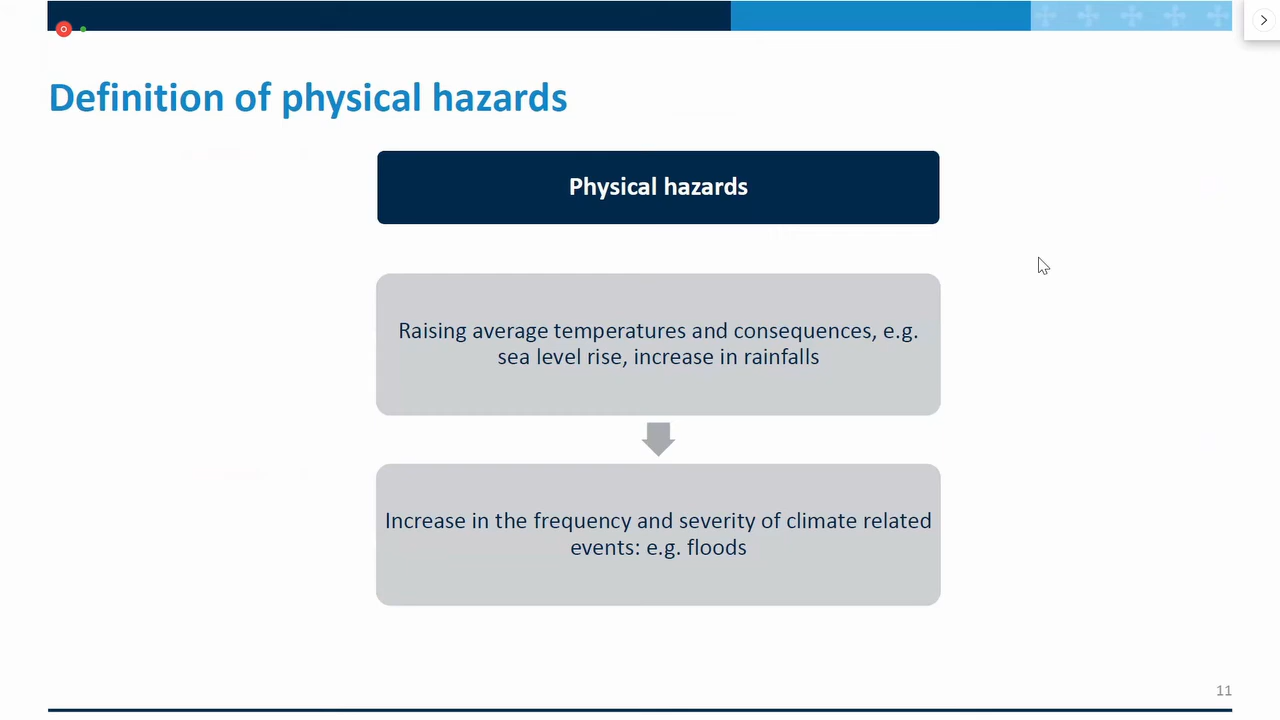 Definition of physical hazards
Physical hazards
Raising average temperatures and consequences, e.g.
sea level rise, increase in rainfalls
Increase in the frequency and severity of climate related
events: e.g. floods
11